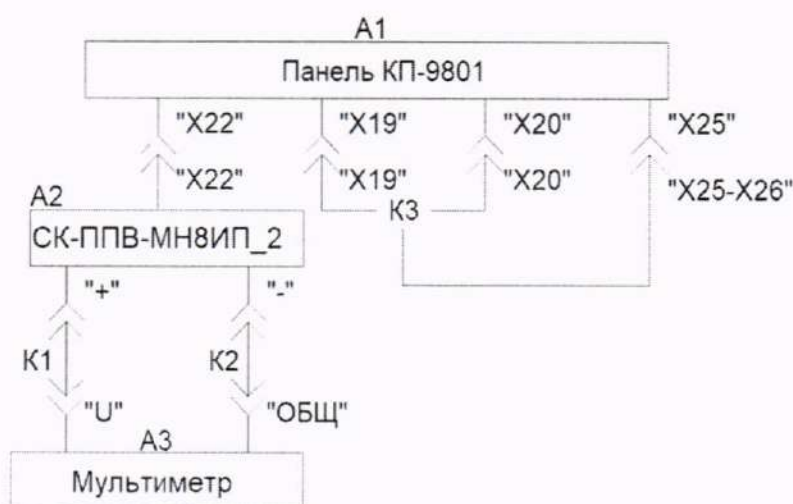 A1
Панель КП-9801
"X22" "X19" "X20" "X25"
"X22" "X19" "X20" "X25-X26"
A2
К3
СК-ППВ-МН8ИП_2
"+" "-"
К1 К2
"U" "ОБЩ"
A3
Мультиметр